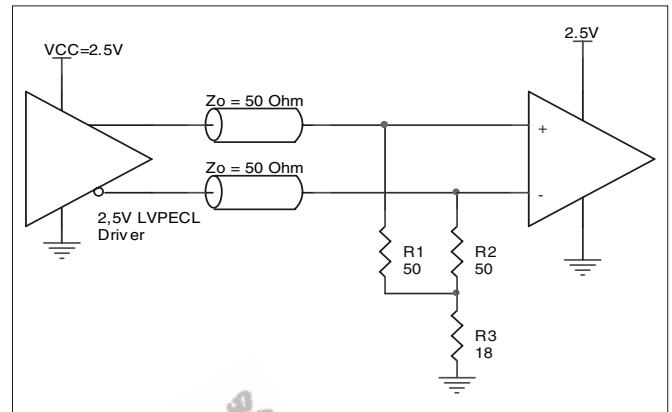 VCC=2.5V
2.5V
Zo = 50 Ohm
+
Zo = 50 Ohm
-
2,5V LVPECL
Driver
R1
50
R2
50
R3
18